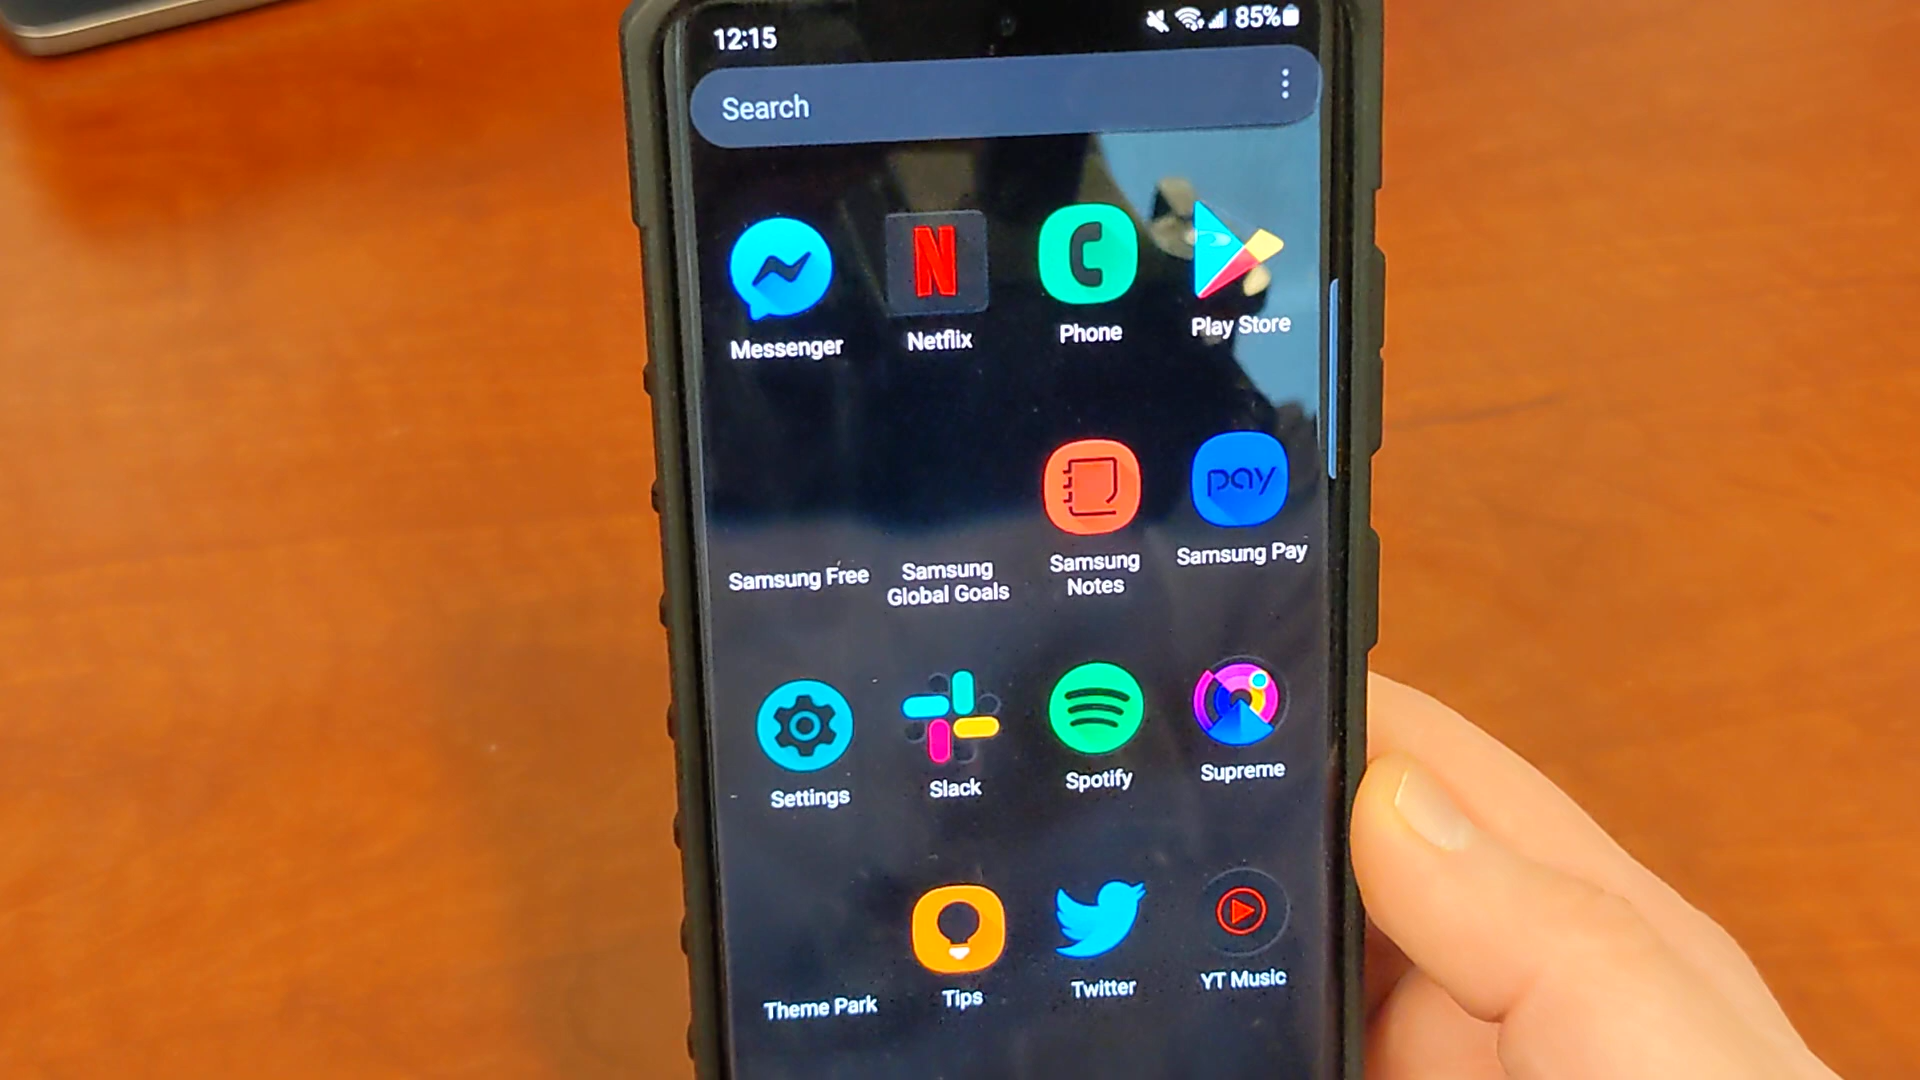 12:15
85%
Search
Messenger
Netflix
Phone
Play Store
pay
Samsung Free
Samsung
Global Goals
Samsung
Notes
Samsung Pay
Settings
Slack
Spotify
Supreme
Theme Park
Tips
Twitter
YT Music